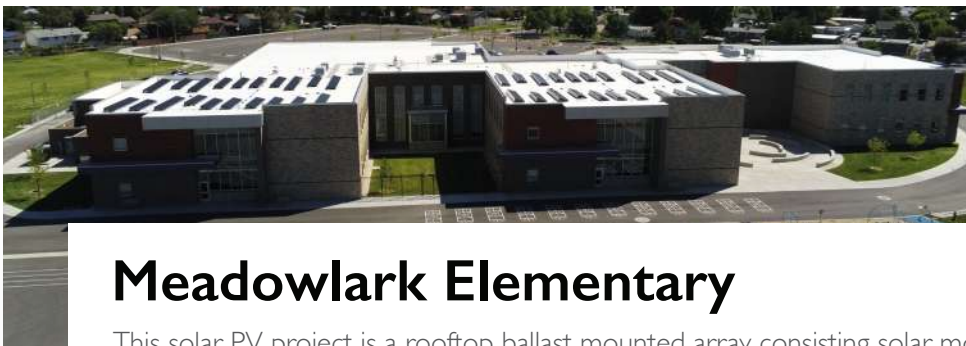 Meadowlark Elementary
This solar PV project is a rooftop ballast mounted array consisting solar